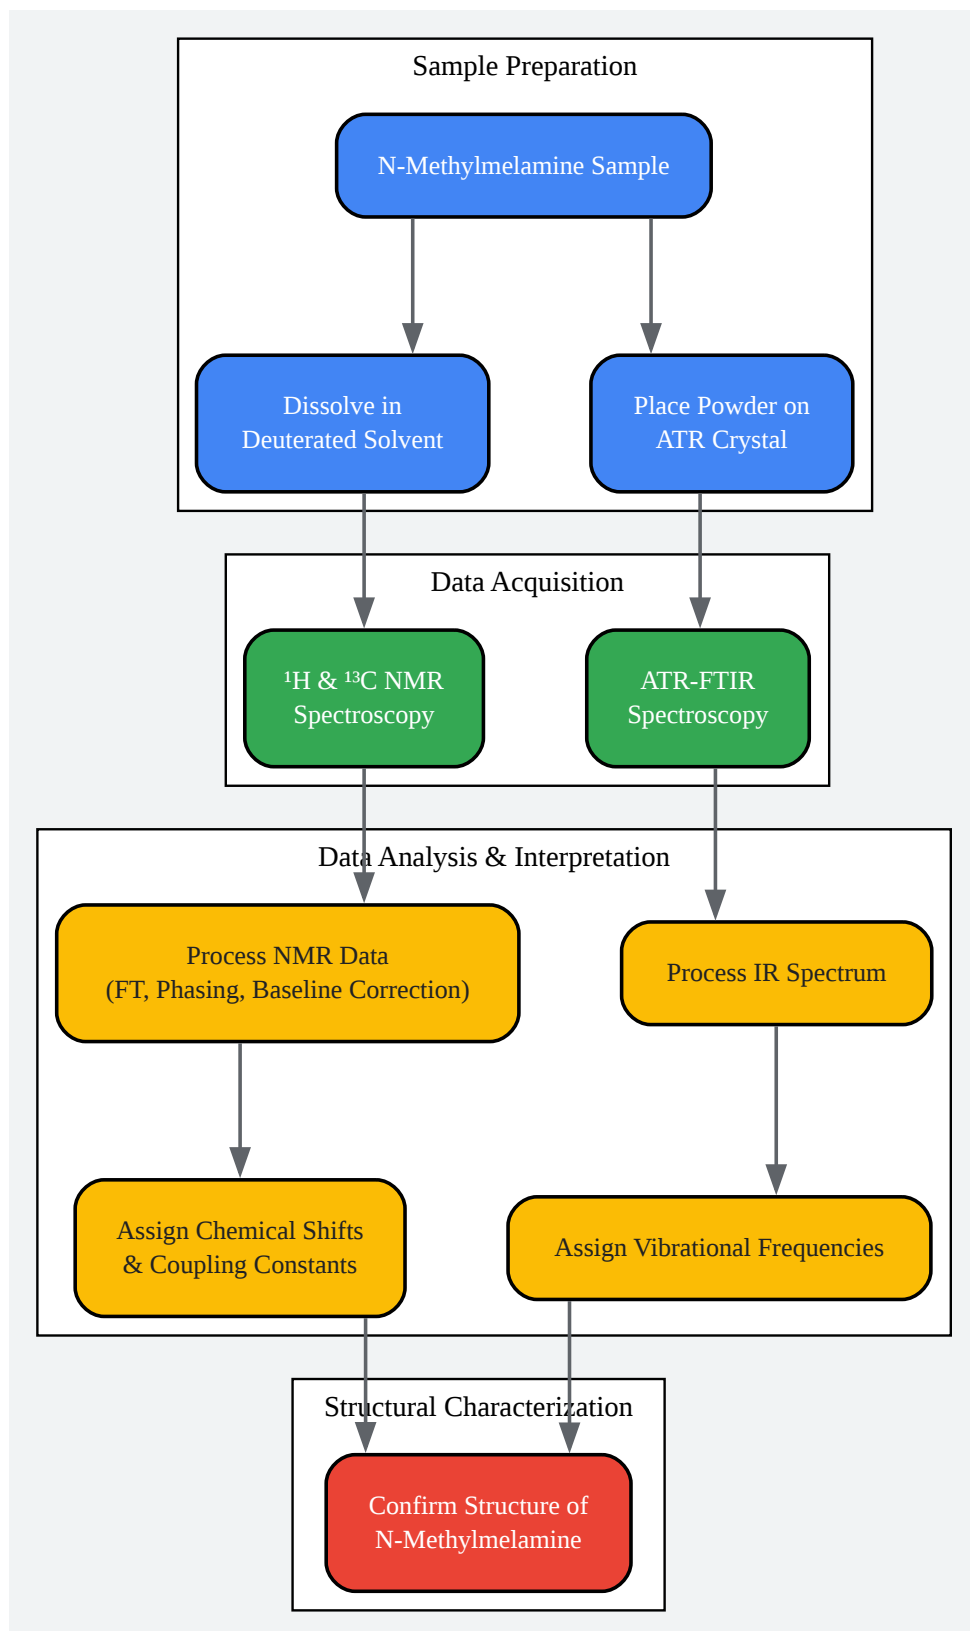 Sample Preparation
N-Methylmelamine Sample
Dissolve in
Deuterated Solvent
Place Powder on
ATR Crystal
Data Acquisition
¹H & ¹³C NMR
Spectroscopy
ATR-FTIR
Spectroscopy
Data Analysis & Interpretation
Process NMR Data
(FT, Phasing, Baseline Correction)
Process IR Spectrum
Assign Chemical Shifts
& Coupling Constants
Assign Vibrational Frequencies
Structural Characterization
Confirm Structure of
N-Methylmelamine